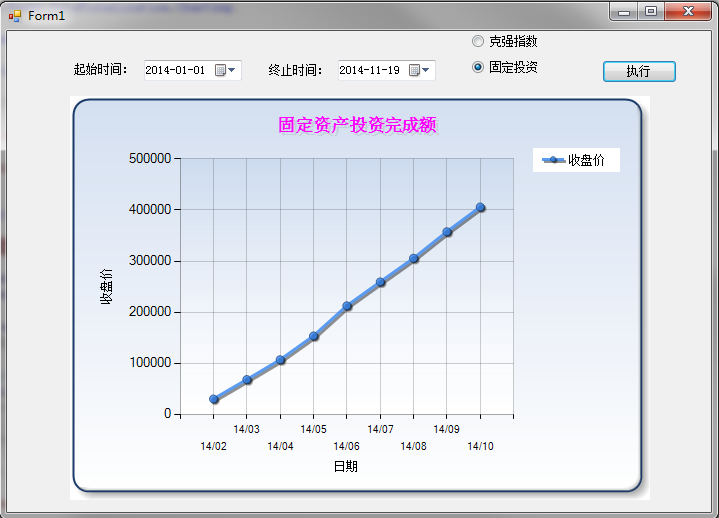 Form1
克强指数
起始时间： 2014-01-01 终止时间： 2014-11-19 固定投资 执行
固定资产投资完成额
收盘价
500000
400000
300000
200000
100000
0
收盘价
14/03 14/05 14/07 14/09
14/02 14/04 14/06 14/08 14/10
日期